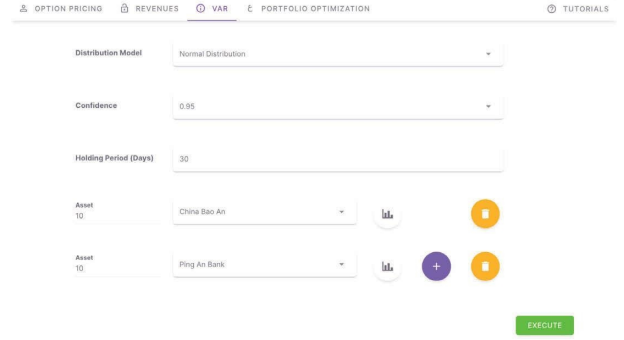 OPTION PRICING REVENUES VAR PORTFOLIO OPTIMIZATION TUTORIALS
Distribution Model Normal Distribution
Confidence 0.95
Holding Period (Days) 30
Asset
10 China Bao An
Asset
10 Ping An Bank
EXECUTE